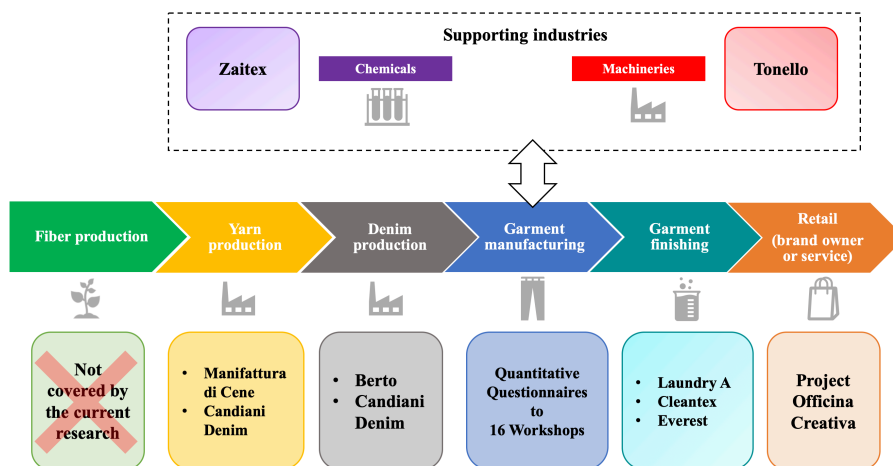 Supporting industries
Zaitex
Chemicals
Machineries
Tonello
Fiber production
Yarn
production
Denim
production
Garment
manufacturing
Garment
finishing
Retail
(brand owner
or service)
Not
covered by
the current
research
• Manifattura
di Cene
• Candiani
Denim
• Berto
• Candiani
Denim
Quantitative
Questionnaires
to
16 Workshops
• Laundry A
• Cleantex
• Everest
Project
Officina
Creativa